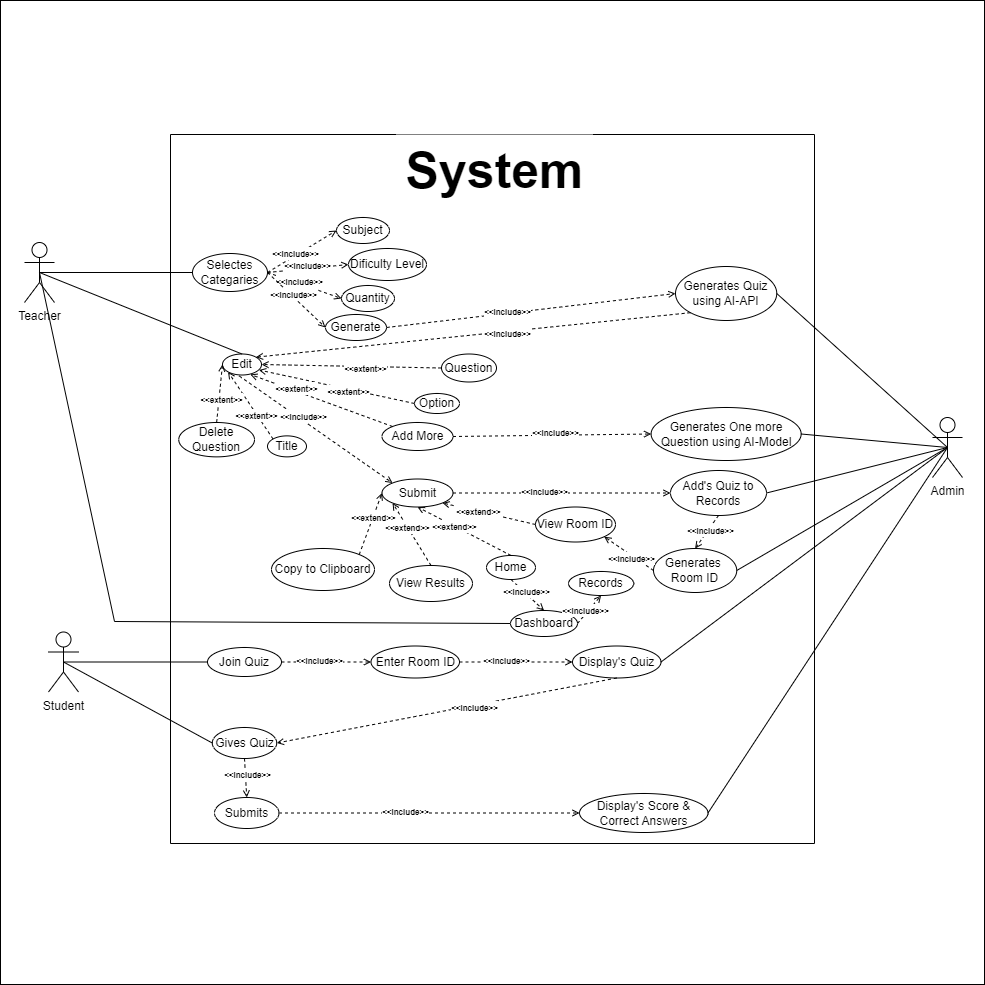 System
Subject
<<include>>
Selectes
Categaries
<<include>>
Dificulty Level
<<include>>
<<include>>
Quantity
Generate
Generates Quiz
using AI-API
<<include>>
<<include>>
Teacher
Edit
<<extent>>
Question
<<extent>>
<<extent>>
<<extent>>
Option
<<extent>>
<<include>>
Delete
Question
Title
Add More
<<include>>
Generates One more
Question using AI-Model
Admin
Submit
<<include>>
Add's Quiz to
Records
<<extend>>
<<extend>>
<<extend>>
<<extend>>
View Room ID
<<include>>
<<include>>
Copy to Clipboard
View Results
Home
Generates
Room ID
Records
<<include>>
<<include>>
Dashboard
Student
Join Quiz
<<include>>
Enter Room ID
<<include>>
Display's Quiz
<<include>>
Gives Quiz
<<include>>
Submits
<<include>>
Display's Score &
Correct Answers